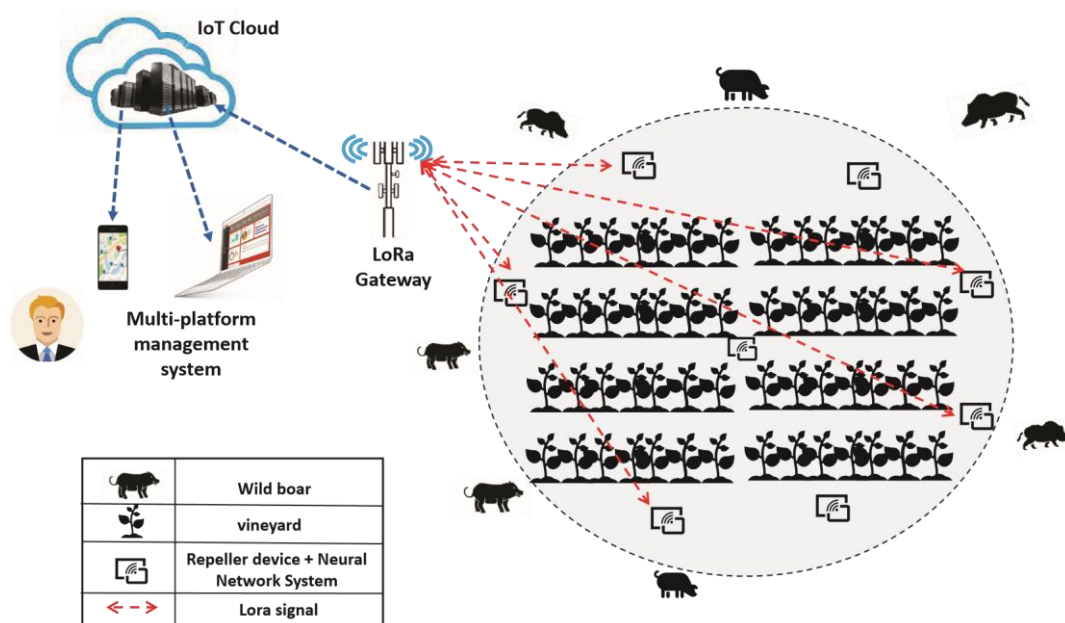 IoT Cloud
LoRa
Gateway
Multi-platform
management
system
Wild boar
vineyard
Repeller device + Neural
Network System
Lora signal